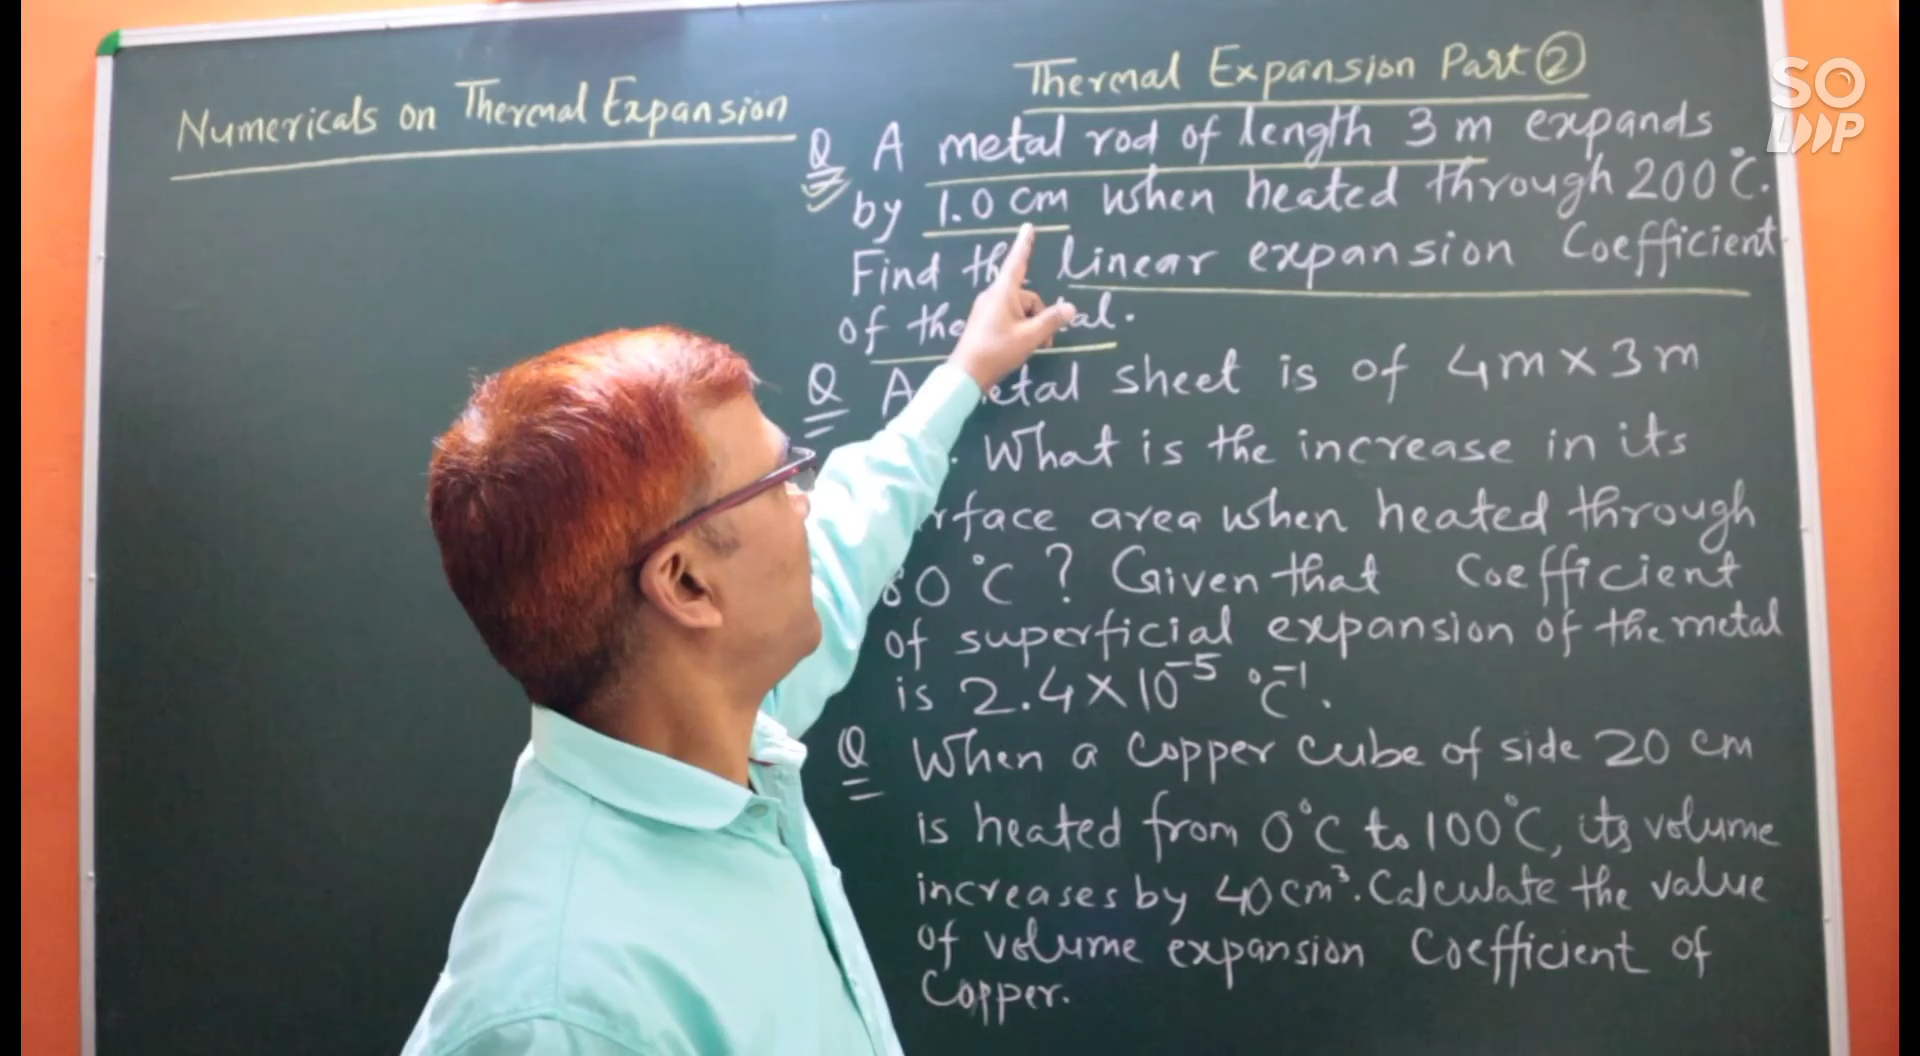 Numericals on Thermal Expansion
Thermal Expansion Part 2
Q A metal rod of length 3 m expands
by 1.0 cm when heated through 200°C.
Find the linear expansion Coefficient
of the
Q A metal sheet is of 4m × 3m
. What is the increase in its
area when heated through
0°C? Given that Coefficient
of superficial expansion of the metal
is 2.4 × 10⁻⁵ °C⁻¹.
Q When a copper cube of side 20 cm
is heated from 0°C to 100°C, its volume
increases by 40 cm³. Calculate the value
of volume expansion Coefficient of
Copper.
SO
LP